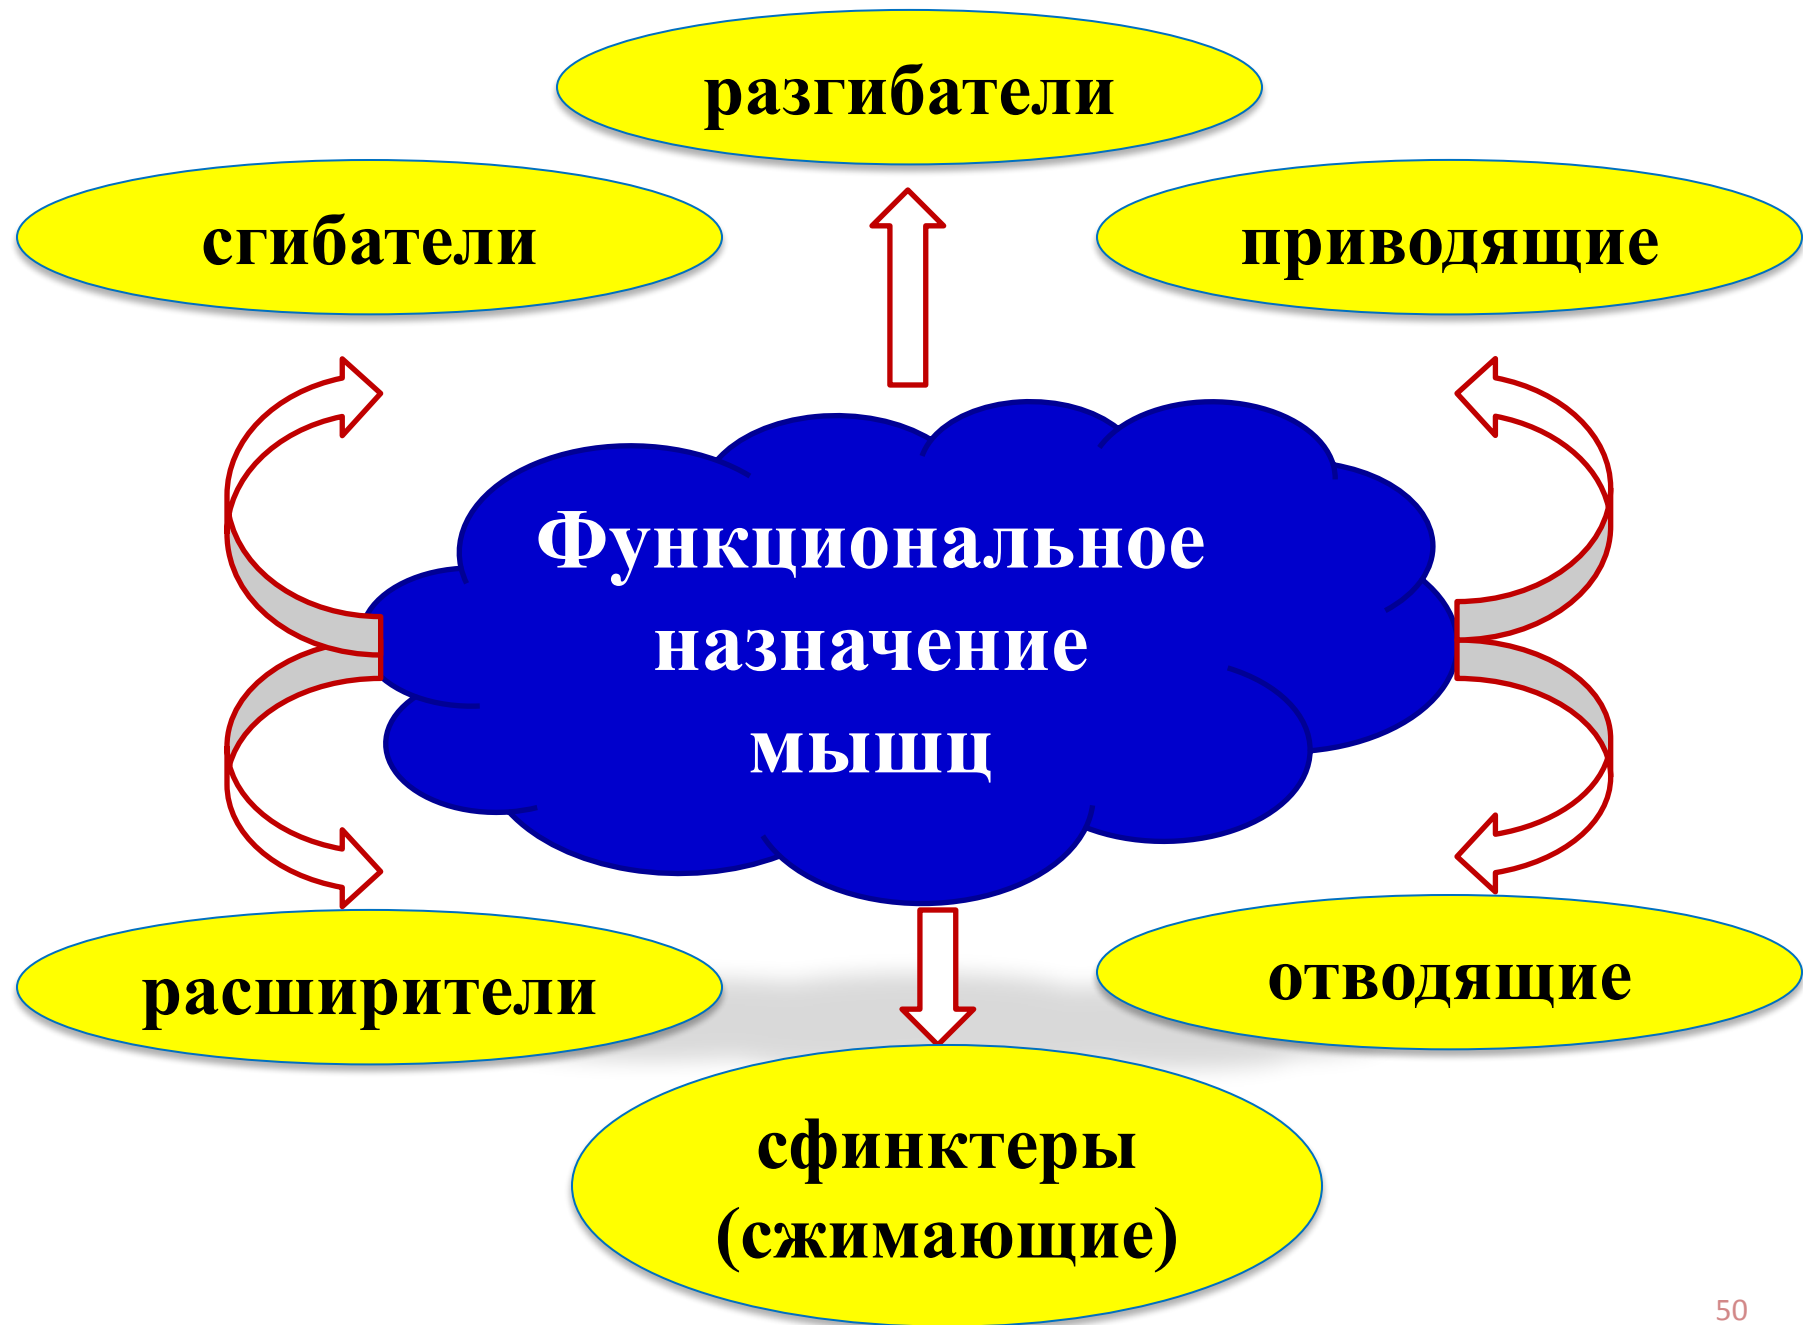 разгибатели
сгибатели
приводящие
Функциональное
назначение
мышц
расширители
отводящие
сфинктеры
(сжимающие)
50